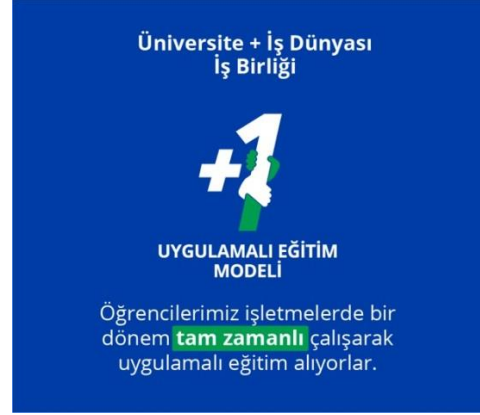 Üniversite + İş Dünyası
İş Birliği
+1
UYGULAMALI EĞİTİM
MODELİ
Öğrencilerimiz işletmelerde bir
dönem tam zamanlı çalışarak
uygulamalı eğitim alıyorlar.